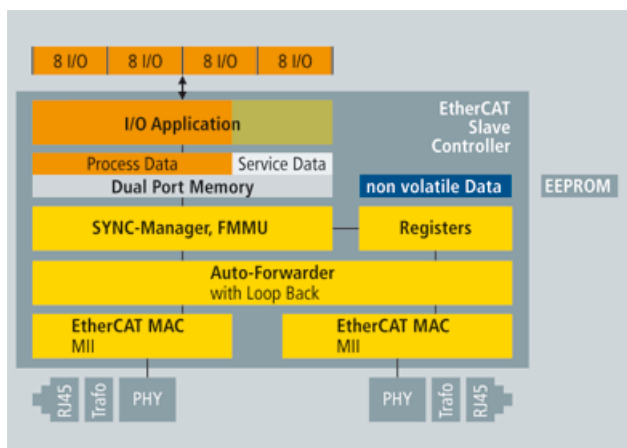 8 I/O 8 I/O 8 I/O 8 I/O
I/O Application
EtherCAT
Slave
Controller
Process Data Service Data
Dual Port Memory
non volatile Data
EEPROM
SYNC-Manager, FMMU
Registers
Auto-Forwarder
with Loop Back
EtherCAT MAC
MII
EtherCAT MAC
MII
RJ45 Trafo PHY
PHY Trafo RJ45